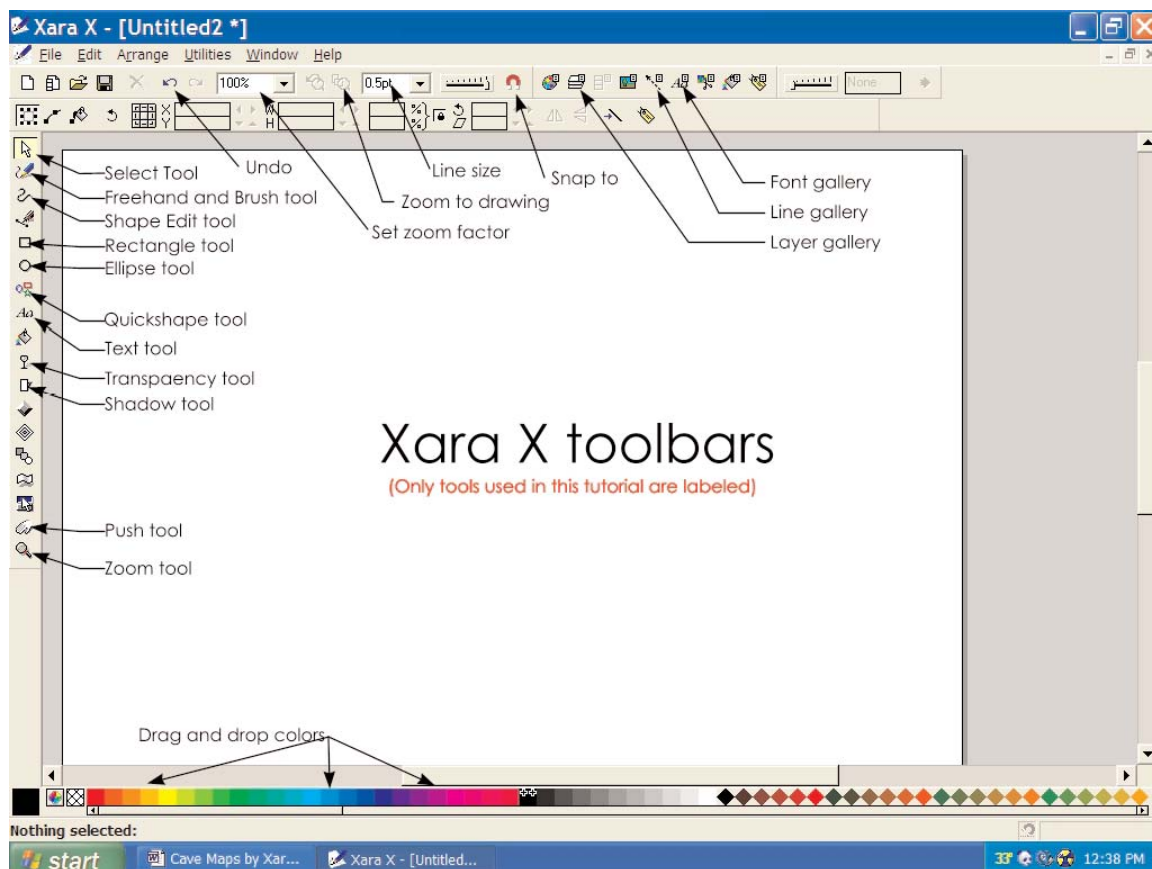 Xara X - [Untitled2 *]
File Edit Arrange Utilities Window Help
100%
0.5pt
None
X
Y
W
H
%
%
Select Tool
Undo
Line size
Snap to
Font gallery
Freehand and Brush tool
Zoom to drawing
Line gallery
Shape Edit tool
Set zoom factor
Layer gallery
Rectangle tool
Ellipse tool
Quickshape tool
Text tool
Transpaency tool
Shadow tool
Xara X toolbars
(Only tools used in this tutorial are labeled)
Push tool
Zoom tool
Drag and drop colors
Nothing selected:
start Cave Maps by Xar... Xara X - [Untitled... 33° 12:38 PM